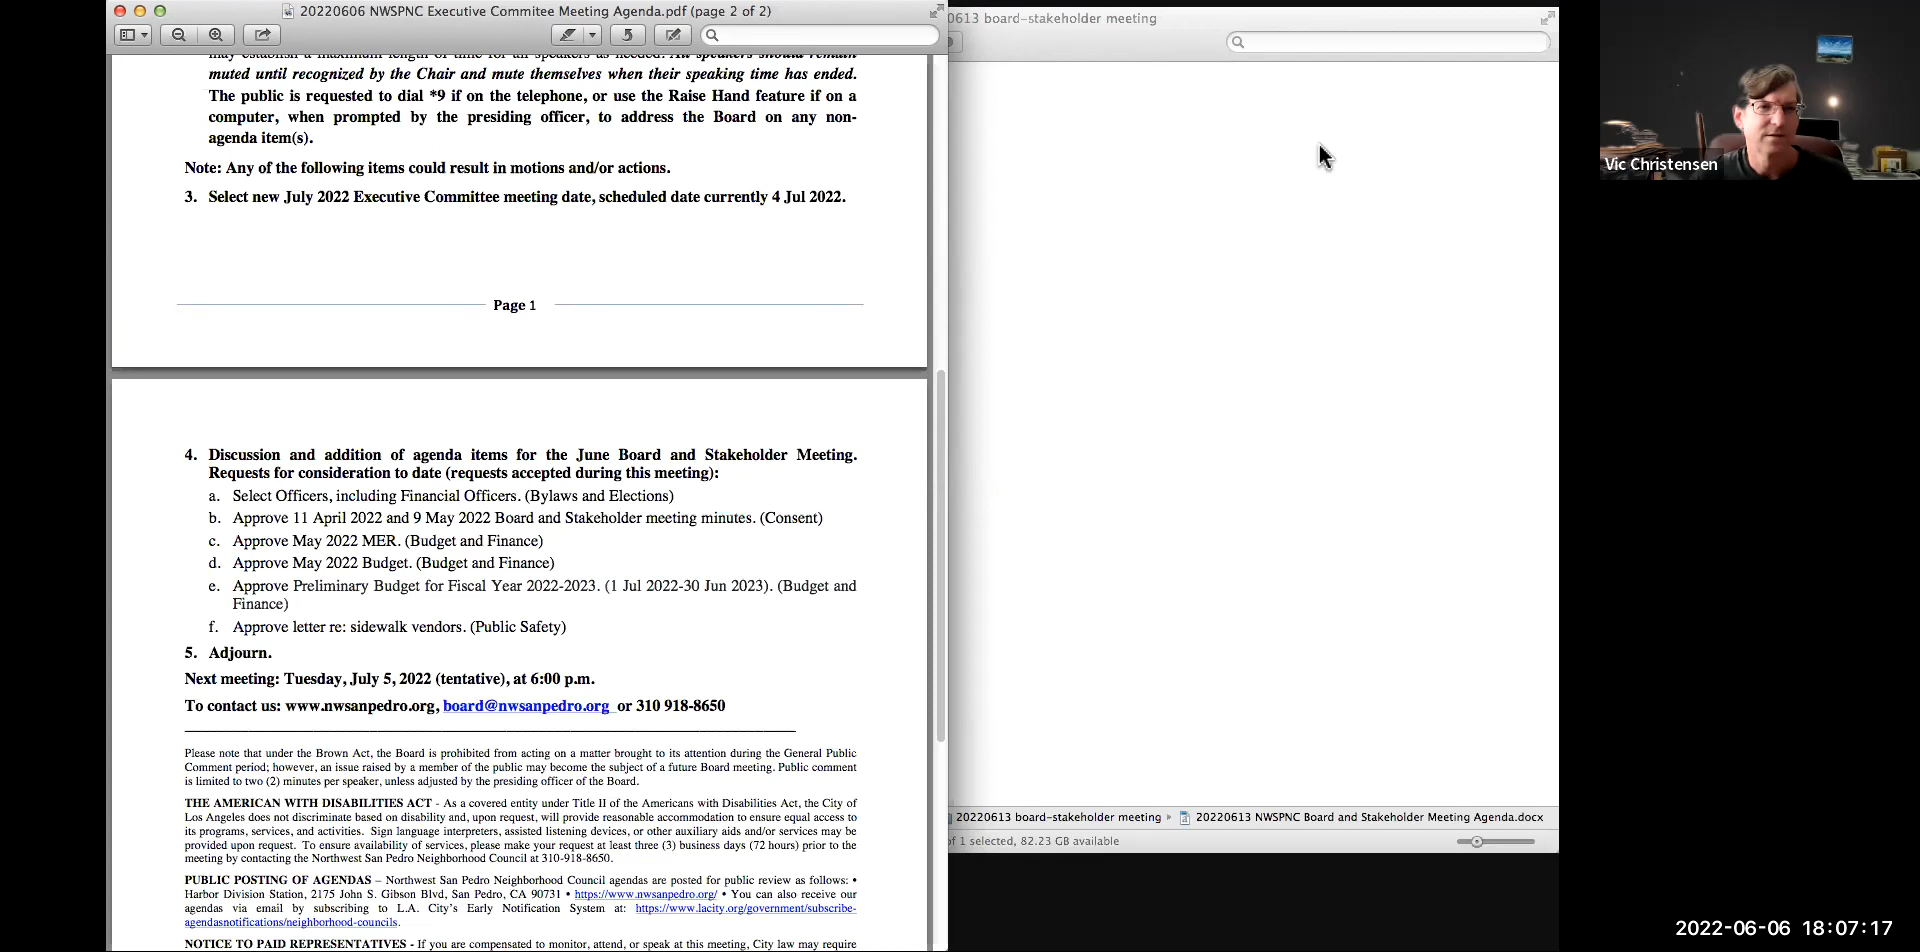 20220606 NWSPNC Executive Commitee Meeting Agenda.pdf (page 2 of 2)
0613 board-stakeholder meeting
muted until recognized by the Chair and mute themselves when their speaking time has ended.
The public is requested to dial *9 if on the telephone, or use the Raise Hand feature if on a
computer, when prompted by the presiding officer, to address the Board on any non-
agenda item(s).
Note: Any of the following items could result in motions and/or actions.
3. Select new July 2022 Executive Committee meeting date, scheduled date currently 4 Jul 2022.
Page 1
4. Discussion and addition of agenda items for the June Board and Stakeholder Meeting.
Requests for consideration to date (requests accepted during this meeting):
a. Select Officers, including Financial Officers. (Bylaws and Elections)
b. Approve 11 April 2022 and 9 May 2022 Board and Stakeholder meeting minutes. (Consent)
c. Approve May 2022 MER. (Budget and Finance)
d. Approve May 2022 Budget. (Budget and Finance)
e. Approve Preliminary Budget for Fiscal Year 2022-2023. (1 Jul 2022-30 Jun 2023). (Budget and
Finance)
f. Approve letter re: sidewalk vendors. (Public Safety)
5. Adjourn.
Next meeting: Tuesday, July 5, 2022 (tentative), at 6:00 p.m.
To contact us: www.nwsanpedro.org, board@nwsanpedro.org or 310 918-8650
Please note that under the Brown Act, the Board is prohibited from acting on a matter brought to its attention during the General Public
Comment period; however, an issue raised by a member of the public may become the subject of a future Board meeting. Public comment
is limited to two (2) minutes per speaker, unless adjusted by the presiding officer of the Board.
THE AMERICAN WITH DISABILITIES ACT - As a covered entity under Title II of the Americans with Disabilities Act, the City of
Los Angeles does not discriminate based on disability and, upon request, will provide reasonable accommodation to ensure equal access to
its programs, services, and activities. Sign language interpreters, assisted listening devices, or other auxiliary aids and/or services may be
provided upon request. To ensure availability of services, please make your request at least three (3) business days (72 hours) prior to the
meeting by contacting the Northwest San Pedro Neighborhood Council at 310-918-8650.
PUBLIC POSTING OF AGENDAS – Northwest San Pedro Neighborhood Council agendas are posted for public review as follows: •
Harbor Division Station, 2175 John S. Gibson Blvd, San Pedro, CA 90731 • https://www.nwsanpedro.org/ • You can also receive our
agendas via email by subscribing to L.A. City's Early Notification System at: https://www.lacity.org/government/subscribe-
agendasnotifications/neighborhood-councils.
NOTICE TO PAID REPRESENTATIVES - If you are compensated to monitor, attend, or speak at this meeting, City law may require
20220613 board-stakeholder meeting 20220613 NWSPNC Board and Stakeholder Meeting Agenda.docx
of 1 selected, 82.23 GB available
Vic Christensen
2022-06-06 18:07:17